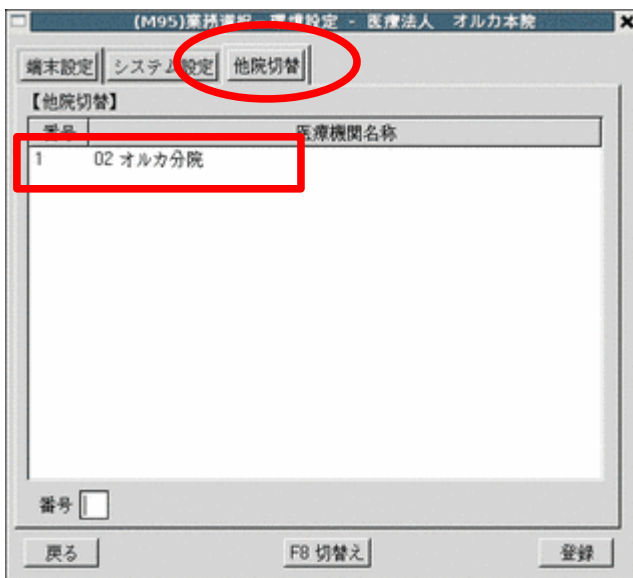 (M95)業務選択－環境設定 - 医療法人　オルカ本院
端末設定 システム設定 他院切替
【他院切替】
番号 医療機関名称
1 02 オルカ分院
番号
戻る F8 切替え 登録